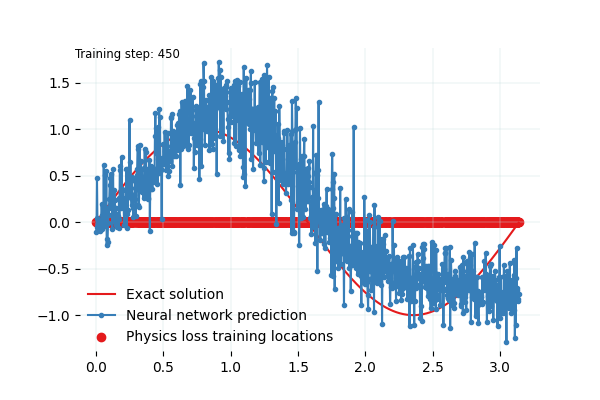 Training step: 450
1.5
1.0
0.5
0.0
−0.5
−1.0
Exact solution
Neural network prediction
Physics loss training locations
0.0 0.5 1.0 1.5 2.0 2.5 3.0